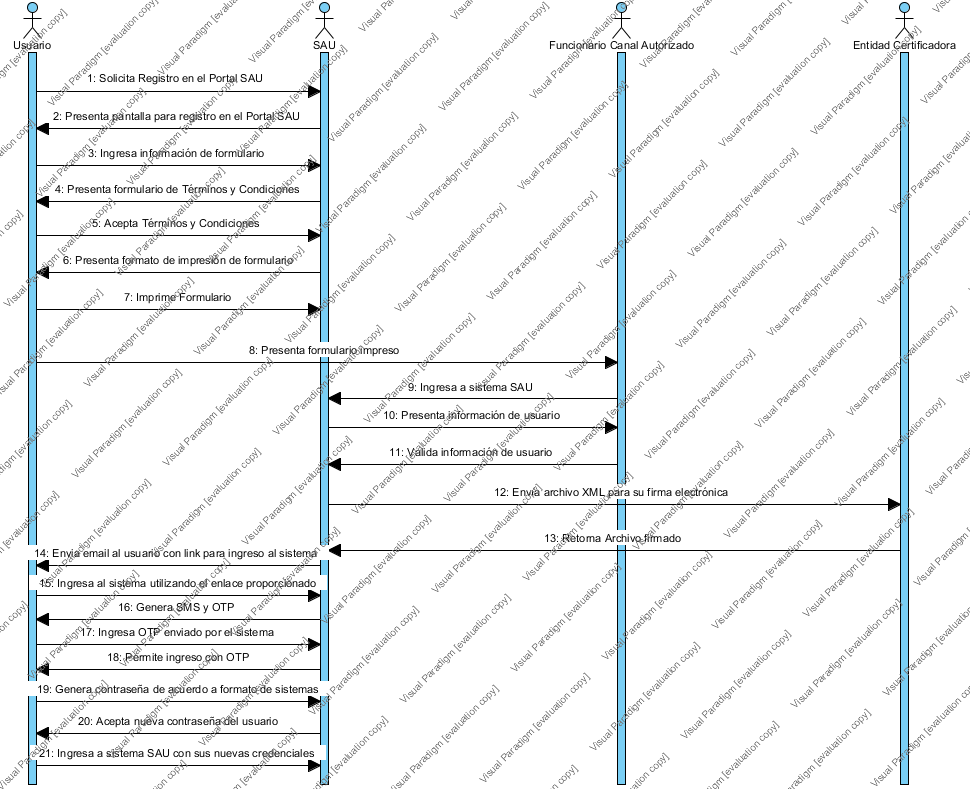 Usuario
SAU
Funcionario Canal Autorizado
Entidad Certificadora
1: Solicita Registro en el Portal SAU
2: Presenta pantalla para registro en el Portal SAU
3: Ingresa información de formulario
4: Presenta formulario de Términos y Condiciones
5: Acepta Términos y Condiciones
6: Presenta formato de impresión de formulario
7: Imprime Formulario
8: Presenta formulario impreso
9: Ingresa a sistema SAU
10: Presenta información de usuario
11: Valida información de usuario
12: Envía archivo XML para su firma electrónica
13: Retorna Archivo firmado
14: Envía email al usuario con link para ingreso al sistema
15: Ingresa al sistema utilizando el enlace proporcionado
16: Genera SMS y OTP
17: Ingresa OTP enviado por el sistema
18: Permite ingreso con OTP
19: Genera contraseña de acuerdo a formato de sistemas
20: Acepta nueva contraseña del usuario
21: Ingresa a sistema SAU con sus nuevas credenciales
Visual Paradigm [evaluation copy]